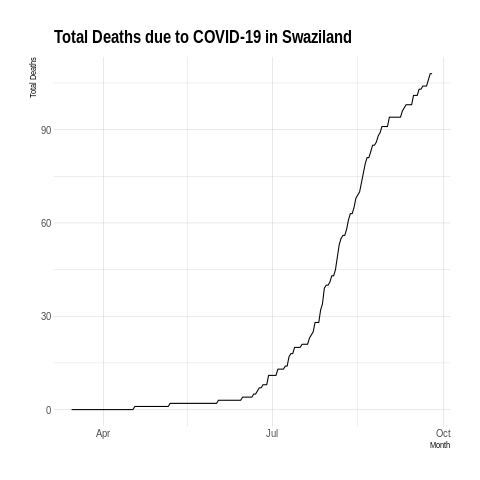 Total Deaths due to COVID-19 in Swaziland
Total Deaths
90
60
30
0
Apr Jul Oct
Month